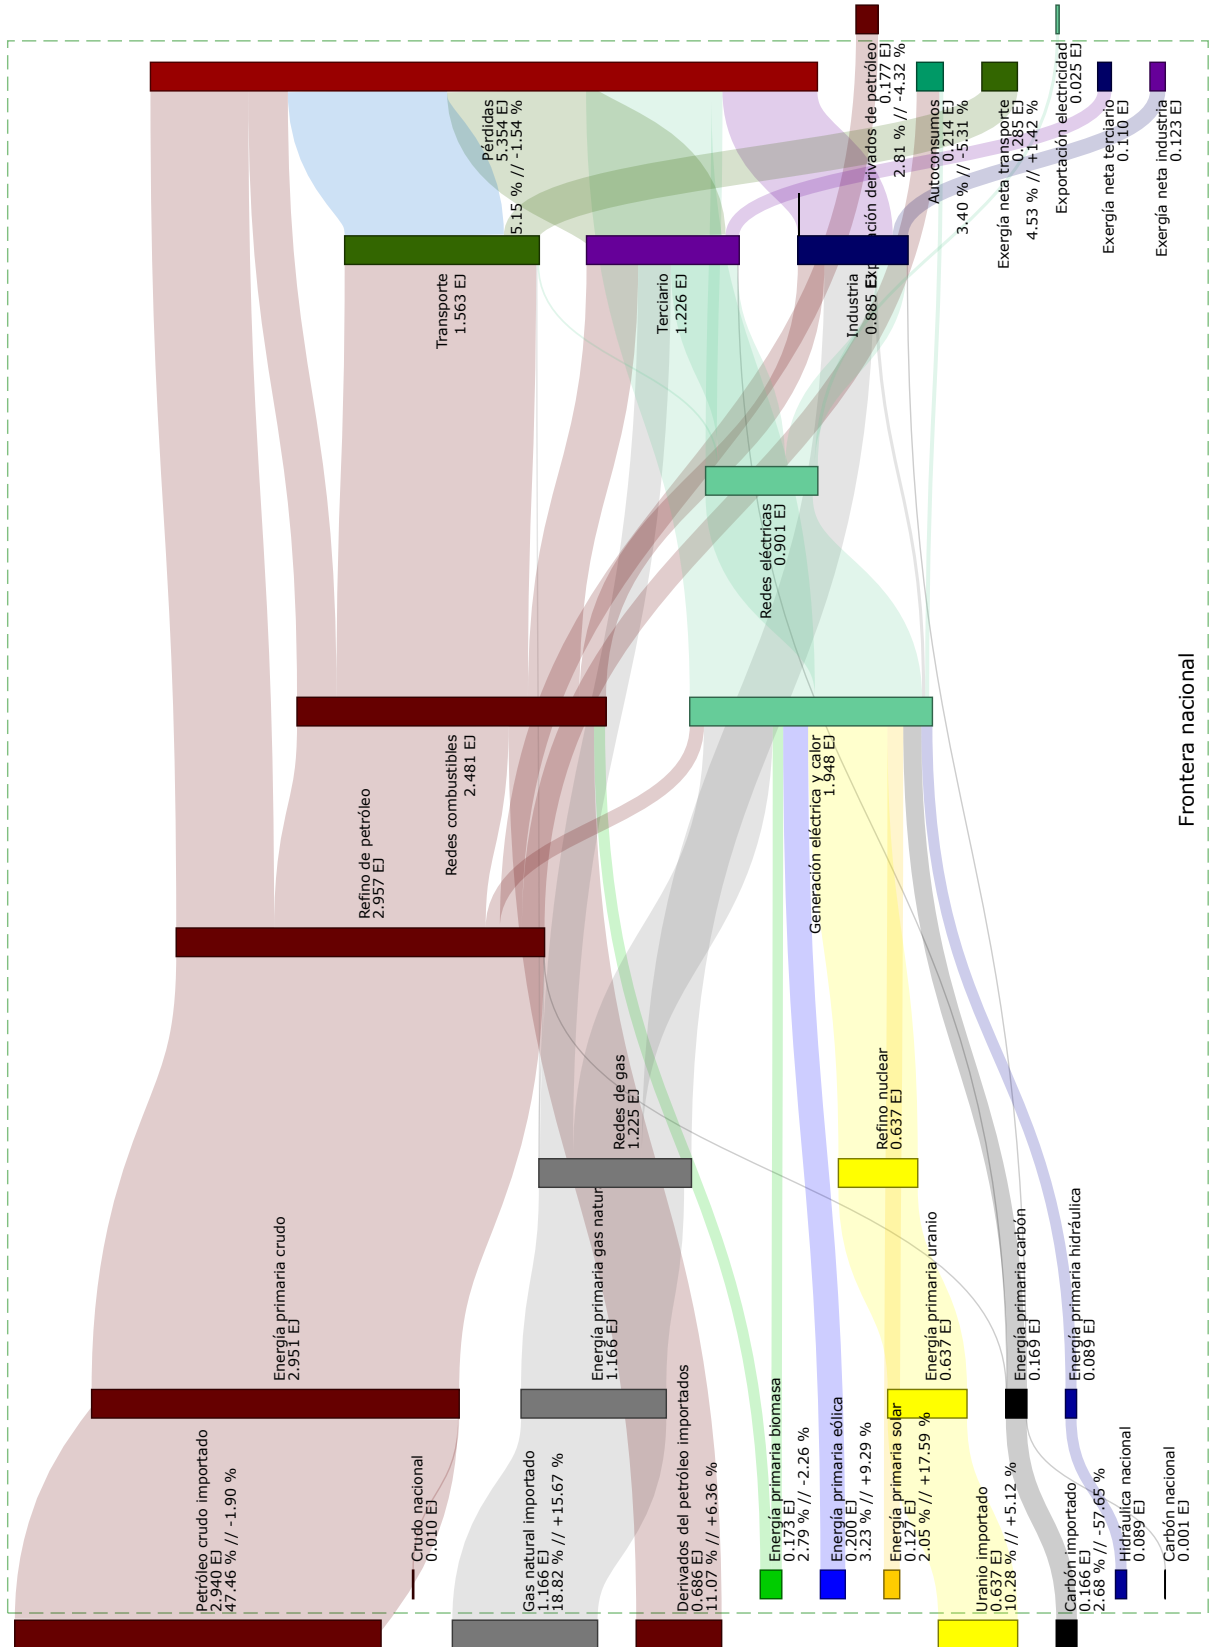 Petróleo crudo importado
2.940 EJ
47.46 % // -1.90 %
Crudo nacional
0.010 EJ
Gas natural importado
1.166 EJ
18.82 % // +15.67 %
Derivados del petróleo importados
0.686 EJ
11.07 % // +6.36 %
Energía primaria biomasa
0.173 EJ
2.79 % // -2.26 %
Energía primaria eólica
0.200 EJ
3.23 % // +9.29 %
Energía primaria solar
0.127 EJ
2.05 % // +17.59 %
Uranio importado
0.637 EJ
10.28 % // +5.12 %
Carbón importado
0.166 EJ
2.68 % // -57.65 %
Hidráulica nacional
0.089 EJ
Carbón nacional
0.001 EJ
Energía primaria crudo
2.951 EJ
Energía primaria gas natur
1.166 EJ
Energía primaria uranio
0.637 EJ
Energía primaria carbón
0.169 EJ
Energía primaria hidráulica
0.089 EJ
Redes de gas
1.225 EJ
Refino nuclear
0.637 EJ
Refino de petróleo
2.957 EJ
Redes combustibles
2.481 EJ
Generación eléctrica y calor
1.948 EJ
Redes eléctricas
0.901 EJ
Transporte
1.563 EJ
Terciario
1.226 EJ
Industria
0.885 EJ
Pérdidas
5.354 EJ
5.15 % // -1.54 %
ación derivados de petróleo
0.177 EJ
2.81 % // -4.32 %
Autoconsumos
0.214 EJ
3.40 % // -5.31 %
Exergía neta transporte
0.285 EJ
4.53 % // +1.42 %
Exportación electricidad
0.025 EJ
Exergía neta terciario
0.110 EJ
Exergía neta industria
0.123 EJ
Frontera nacional